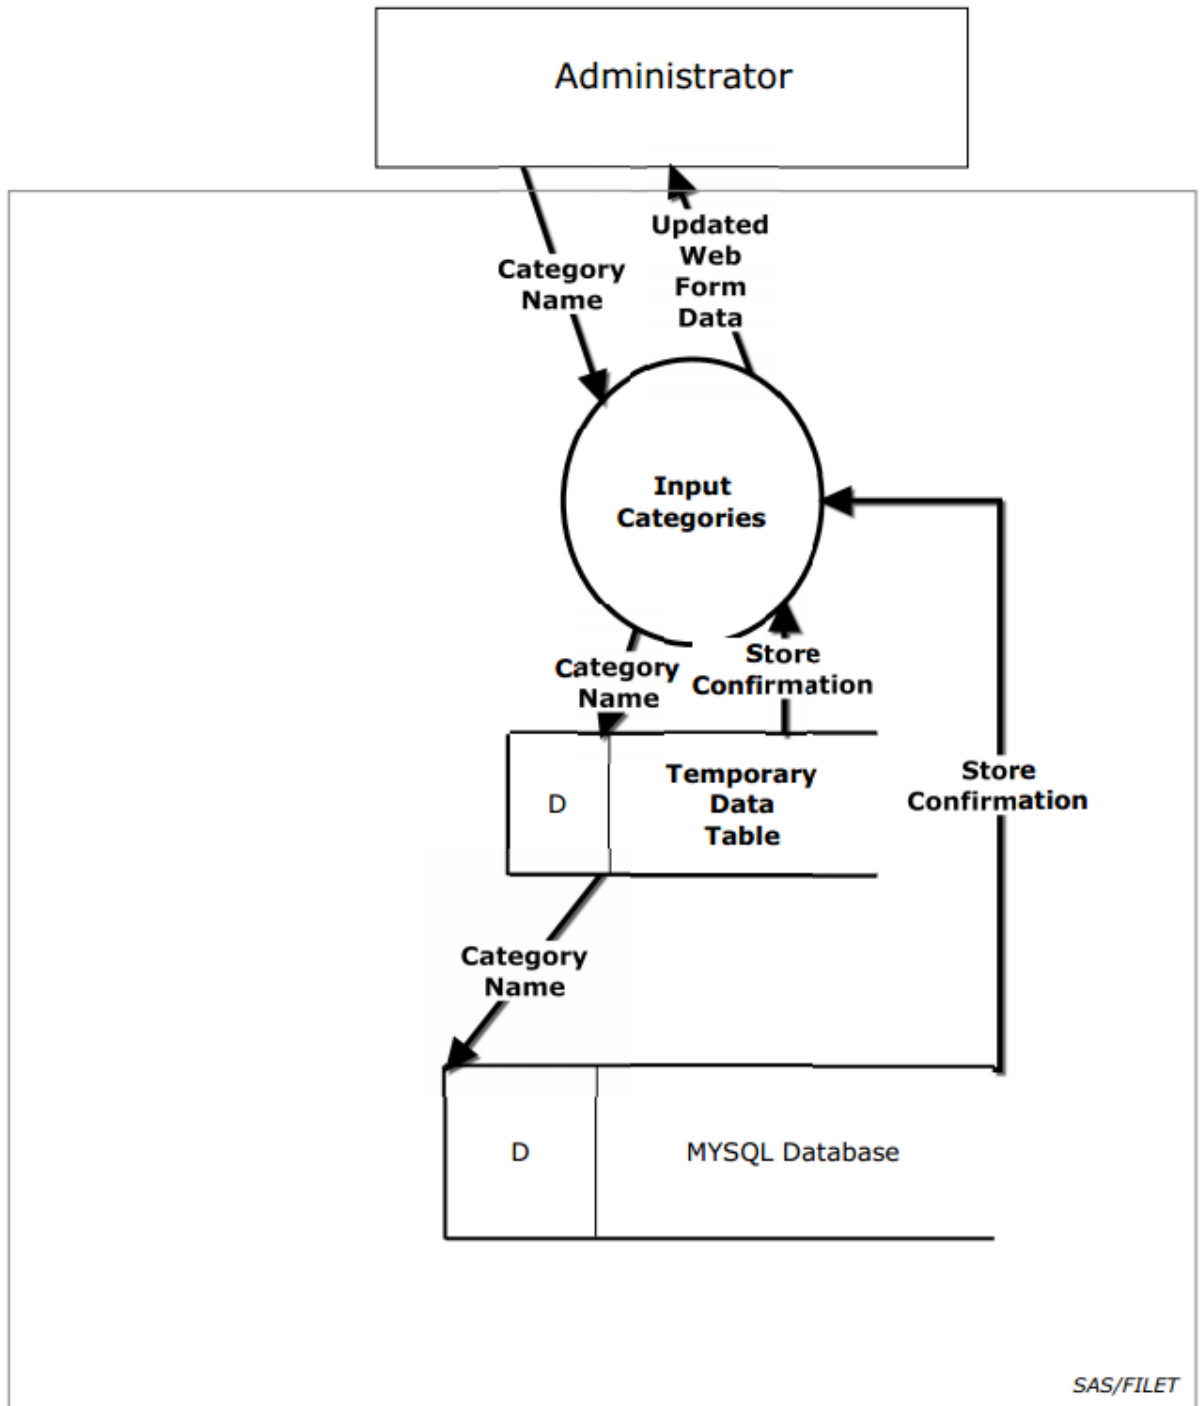 Administrator
Updated
Web
Form
Data
Category
Name
Input
Categories
Category
Name
Store
Confirmation
D
Temporary
Data
Table
Store
Confirmation
Category
Name
D
MYSQL Database
SAS/FILET